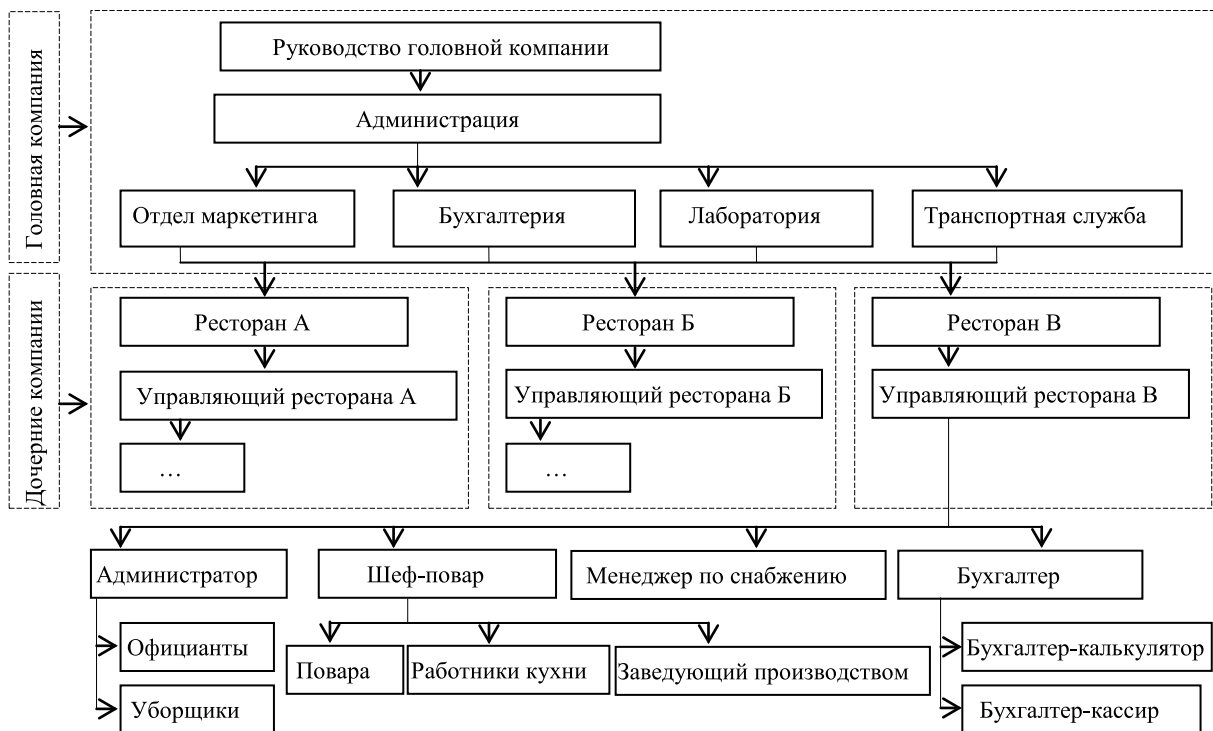 Головная компания
Руководство головной компании
Администрация
Отдел маркетинга
Бухгалтерия
Лаборатория
Транспортная служба
Дочерние компании
Ресторан А
Ресторан Б
Ресторан В
Управляющий ресторана А
Управляющий ресторана Б
Управляющий ресторана В
…
…
Администратор
Шеф-повар
Менеджер по снабжению
Бухгалтер
Официанты
Уборщики
Повара
Работники кухни
Заведующий производством
Бухгалтер-калькулятор
Бухгалтер-кассир